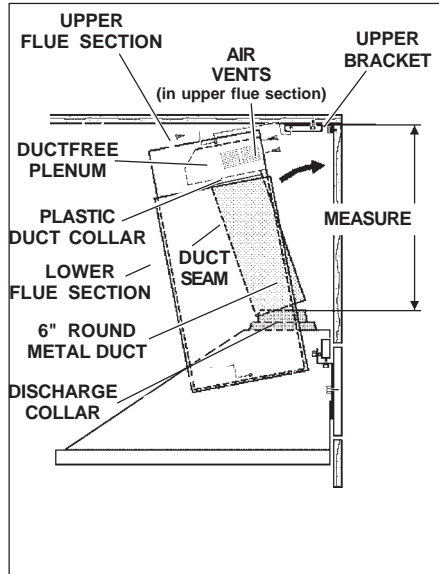 UPPER
FLUE SECTION
AIR
VENTS
(in upper flue section)
UPPER
BRACKET
DUCTFREE
PLENUM
PLASTIC
DUCT COLLAR
DUCT
SEAM
MEASURE
LOWER
FLUE SECTION
6" ROUND
METAL DUCT
DISCHARGE
COLLAR